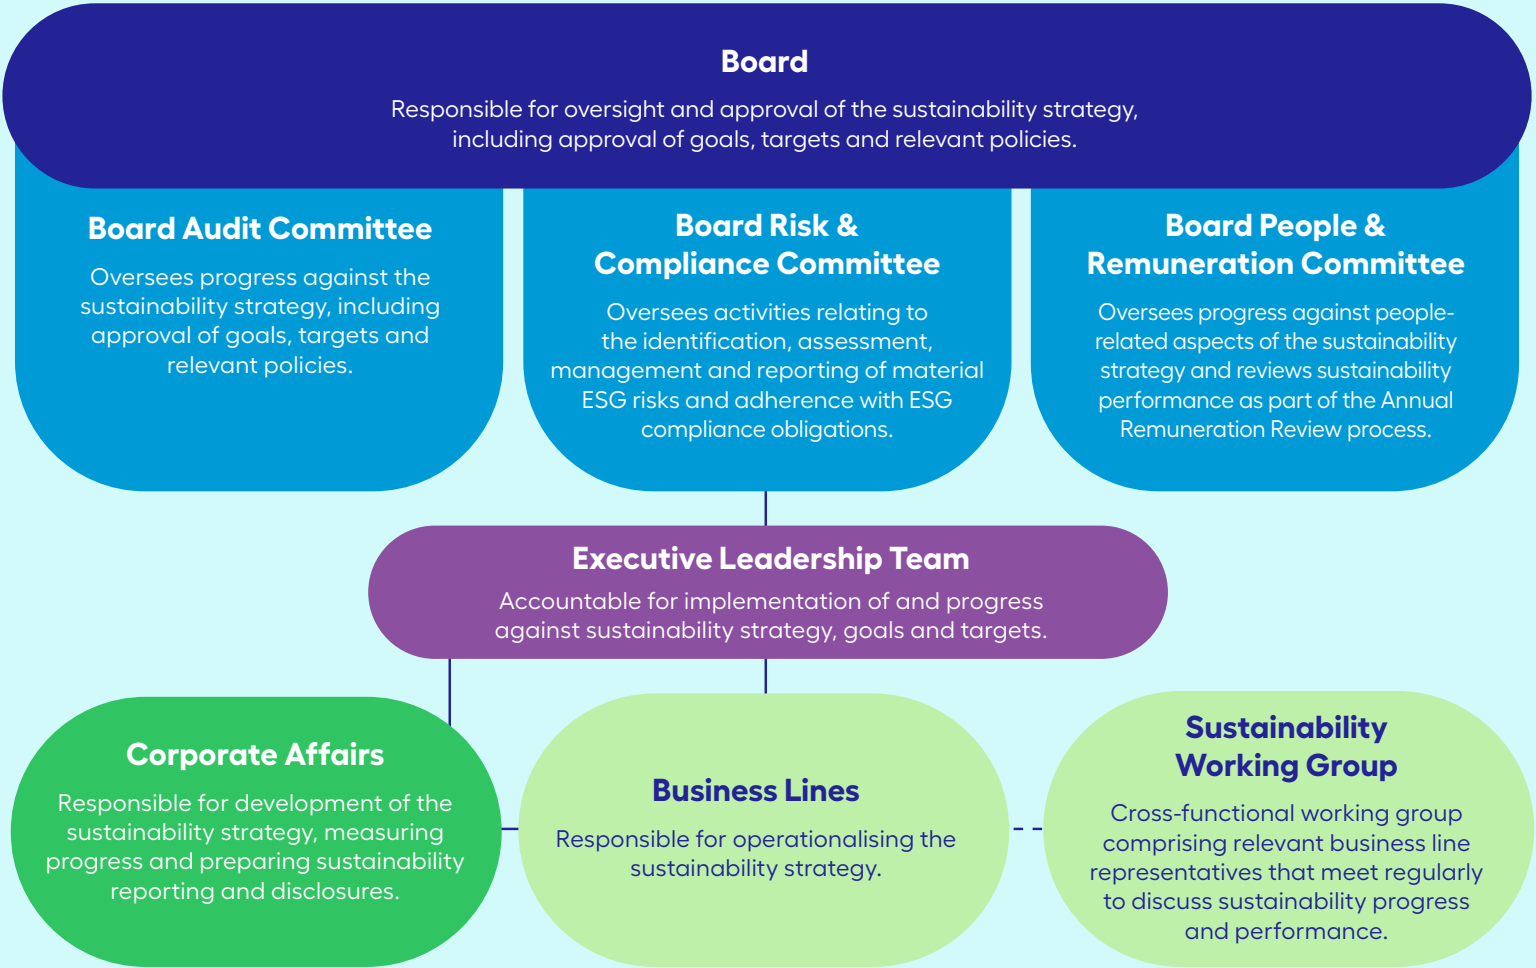 Board
Responsible for oversight and approval of the sustainability strategy,
including approval of goals, targets and relevant policies.
Board Audit Committee
Oversees progress against the
sustainability strategy, including
approval of goals, targets and
relevant policies.
Board Risk &
Compliance Committee
Oversees activities relating to
the identification, assessment,
management and reporting of material
ESG risks and adherence with ESG
compliance obligations.
Board People &
Remuneration Committee
Oversees progress against people-
related aspects of the sustainability
strategy and reviews sustainability
performance as part of the Annual
Remuneration Review process.
Executive Leadership Team
Accountable for implementation of and progress
against sustainability strategy, goals and targets.
Corporate Affairs
Responsible for development of the
sustainability strategy, measuring
progress and preparing sustainability
reporting and disclosures.
Business Lines
Responsible for operationalising the
sustainability strategy.
Sustainability
Working Group
Cross-functional working group
comprising relevant business line
representatives that meet regularly
to discuss sustainability progress
and performance.